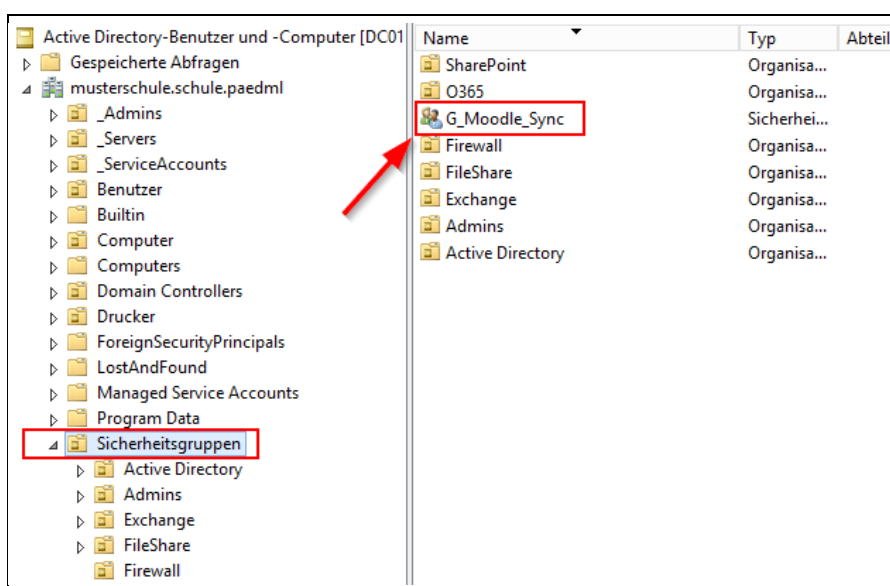 Active Directory-Benutzer und -Computer [DC01
Gespeicherte Abfragen
musterschule.schule.paedml
_Admins
_Servers
_ServiceAccounts
Benutzer
Builtin
Computer
Computers
Domain Controllers
Drucker
ForeignSecurityPrincipals
LostAndFound
Managed Service Accounts
Program Data
Sicherheitsgruppen
Active Directory
Admins
Exchange
FileShare
Firewall
Name Typ Abteil
SharePoint Organisa...
O365 Organisa...
G_Moodle_Sync Sicherhei...
Firewall Organisa...
FileShare Organisa...
Exchange Organisa...
Admins Organisa...
Active Directory Organisa...